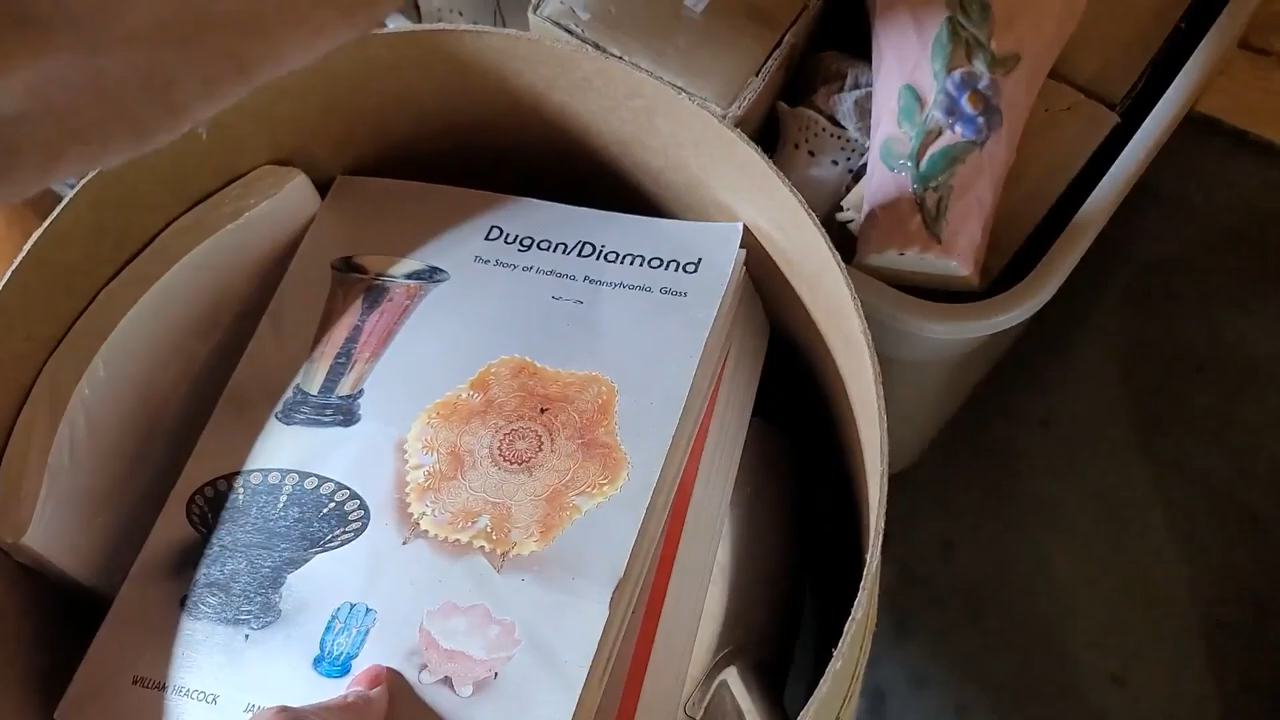 Dugan/Diamond
The Story of Indiana, Pennsylvania, Glass
WILLIAM HEACOCK